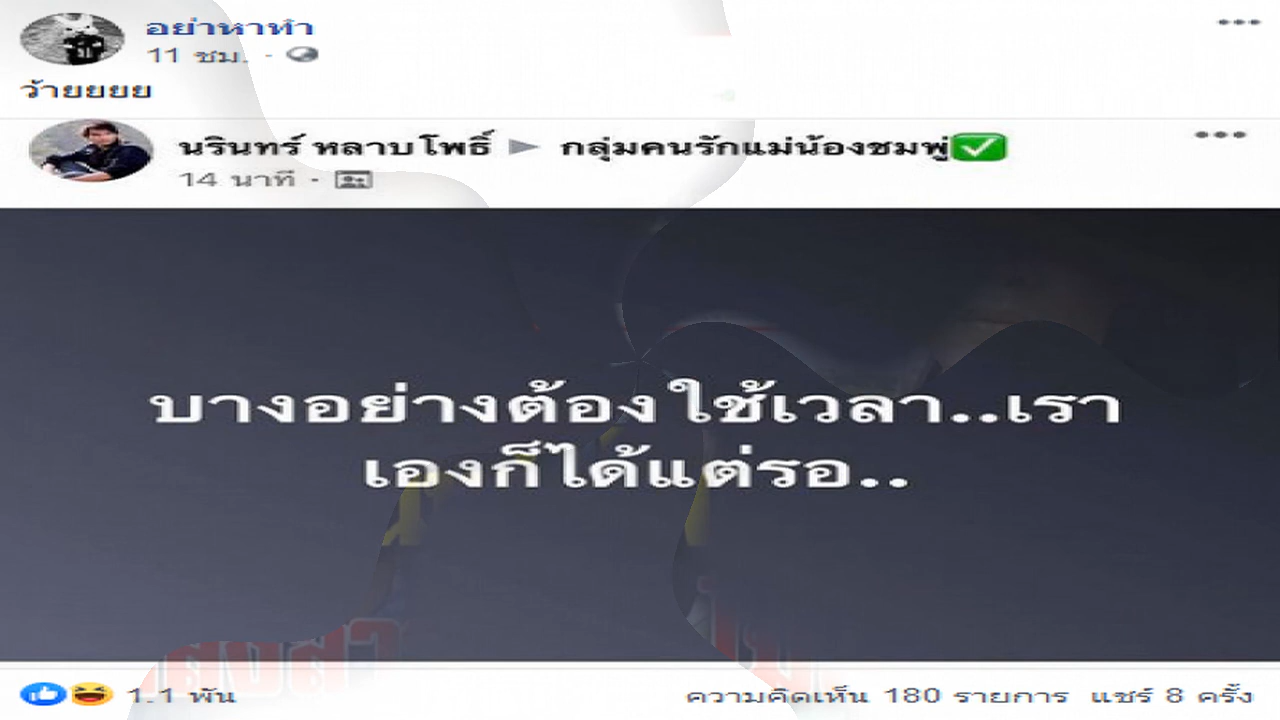 อย่าหาทำ
11 ชม.
ว้ายยยย
นรินทร์ หลาบโพธิ์ ▶ กลุ่มคนรักแม่น้องชมพู่✅
14 นาที
บางอย่างต้องใช้เวลา..เรา
เองก็ได้แต่รอ..
1.1 พัน ความคิดเห็น 180 รายการ แชร์ 8 ครั้ง